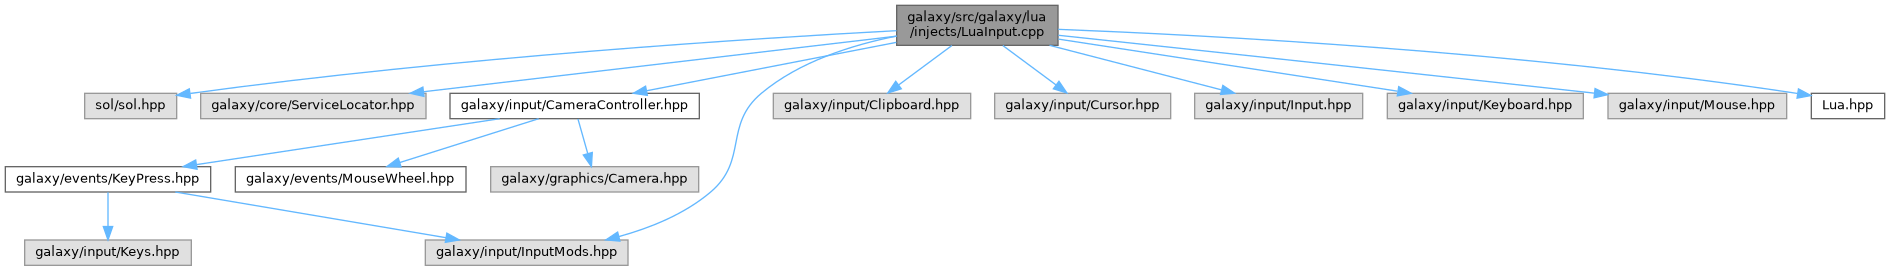 galaxy/src/galaxy/lua
/injects/LuaInput.cpp
sol/sol.hpp
galaxy/core/ServiceLocator.hpp
galaxy/input/CameraController.hpp
galaxy/input/Clipboard.hpp
galaxy/input/Cursor.hpp
galaxy/input/Input.hpp
galaxy/input/Keyboard.hpp
galaxy/input/Mouse.hpp
Lua.hpp
galaxy/events/KeyPress.hpp
galaxy/events/MouseWheel.hpp
galaxy/graphics/Camera.hpp
galaxy/input/Keys.hpp
galaxy/input/InputMods.hpp